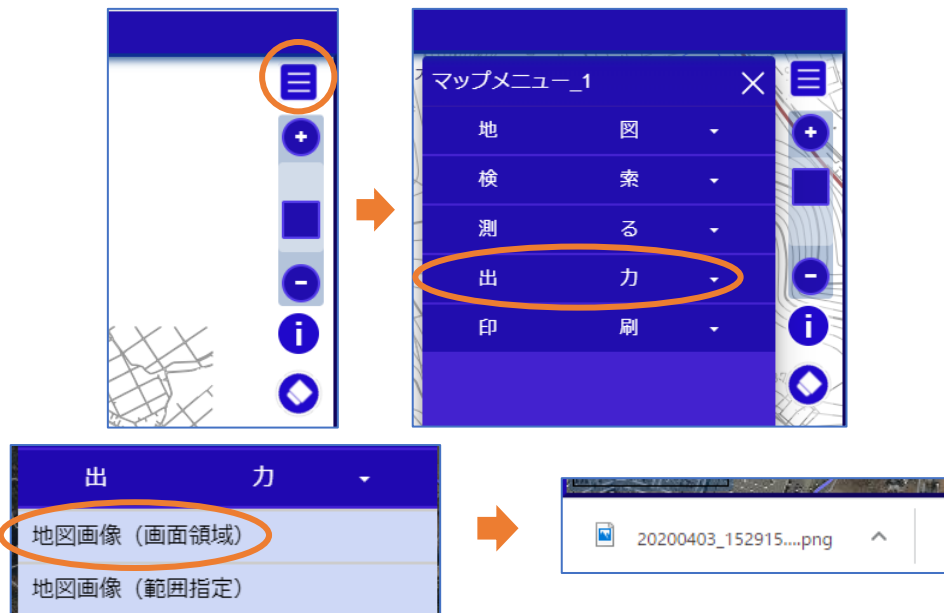 マップメニュー_1
地 図
検 索
測 る
出 力
印 刷
出 力
地図画像（画面領域）
地図画像（範囲指定）
20200403_152915....png